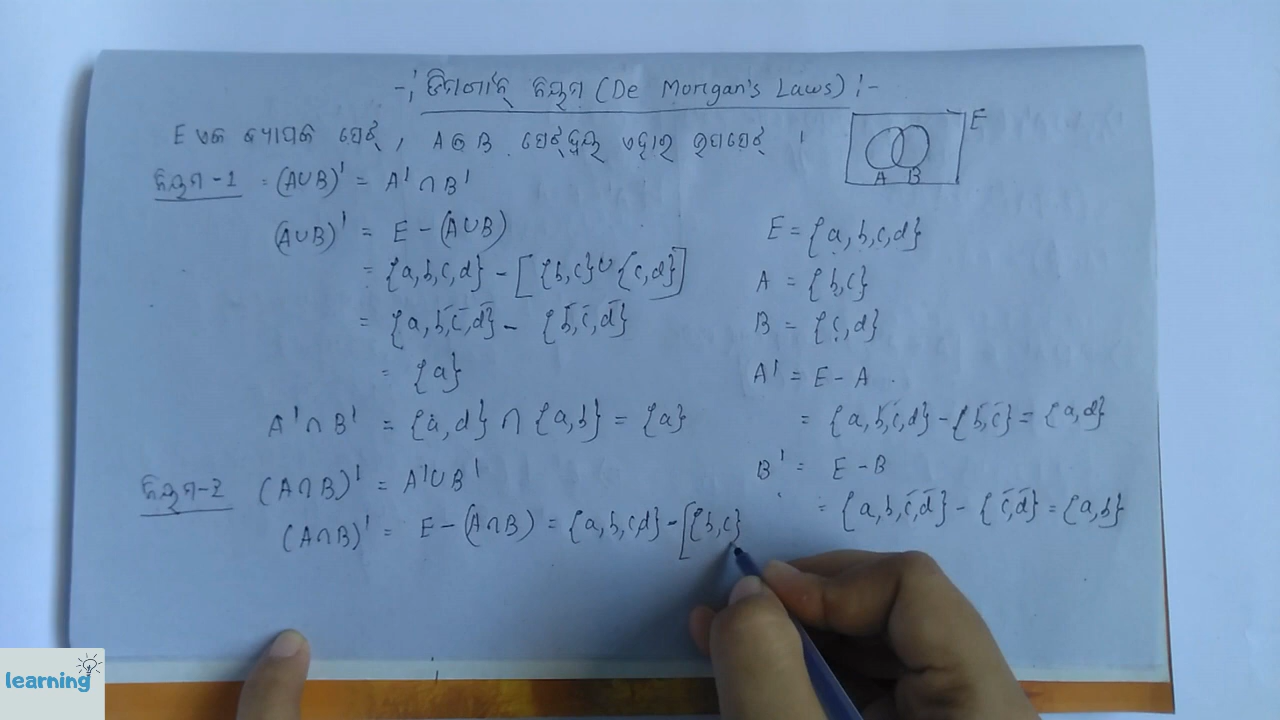 -: ଡିମର୍ଗାନ୍ ନିୟମ (De Morgan's Laws) :-
E ଏକ ବ୍ୟାପକ ସେଟ୍, A ଓ B ସେଟ୍ ଦ୍ୱୟ ଏହାର ଉପସେଟ୍ ।
E
A B
ନିୟମ-1 : (A∪B)' = A' ∩ B'
(A∪B)' = E - (A∪B)
= {a,b,c,d} - [{b,c} ∪ {c,d}]
= {a,b,c,d} - {b,c,d}
= {a}
A' ∩ B' = {a,d} ∩ {a,b} = {a}
ନିୟମ-2 (A∩B)' = A'∪B'
(A∩B)' = E - (A∩B) = {a,b,c,d} - [{b,c}
E = {a,b,c,d}
A = {b,c}
B = {c,d}
A' = E - A
= {a,b,c,d} - {b,c} = {a,d}
B' = E - B
= {a,b,c,d} - {c,d} = {a,b}
learning